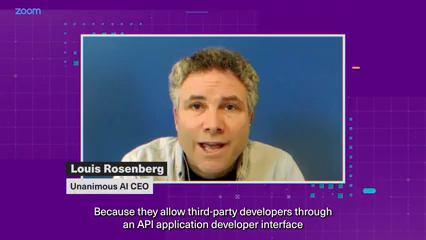 zoom
Louis Rosenberg
Unanimous AI CEO
Because they allow third-party developers through
an API application developer interface